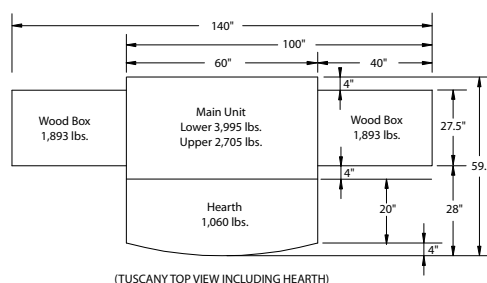 140"
100"
60"
40"
4"
Wood Box
1,893 lbs.
Main Unit
Lower 3,995 lbs.
Upper 2,705 lbs.
Wood Box
1,893 lbs.
27.5"
59.
4"
Hearth
1,060 lbs.
20"
28"
4"
(TUSCANY TOP VIEW INCLUDING HEARTH)